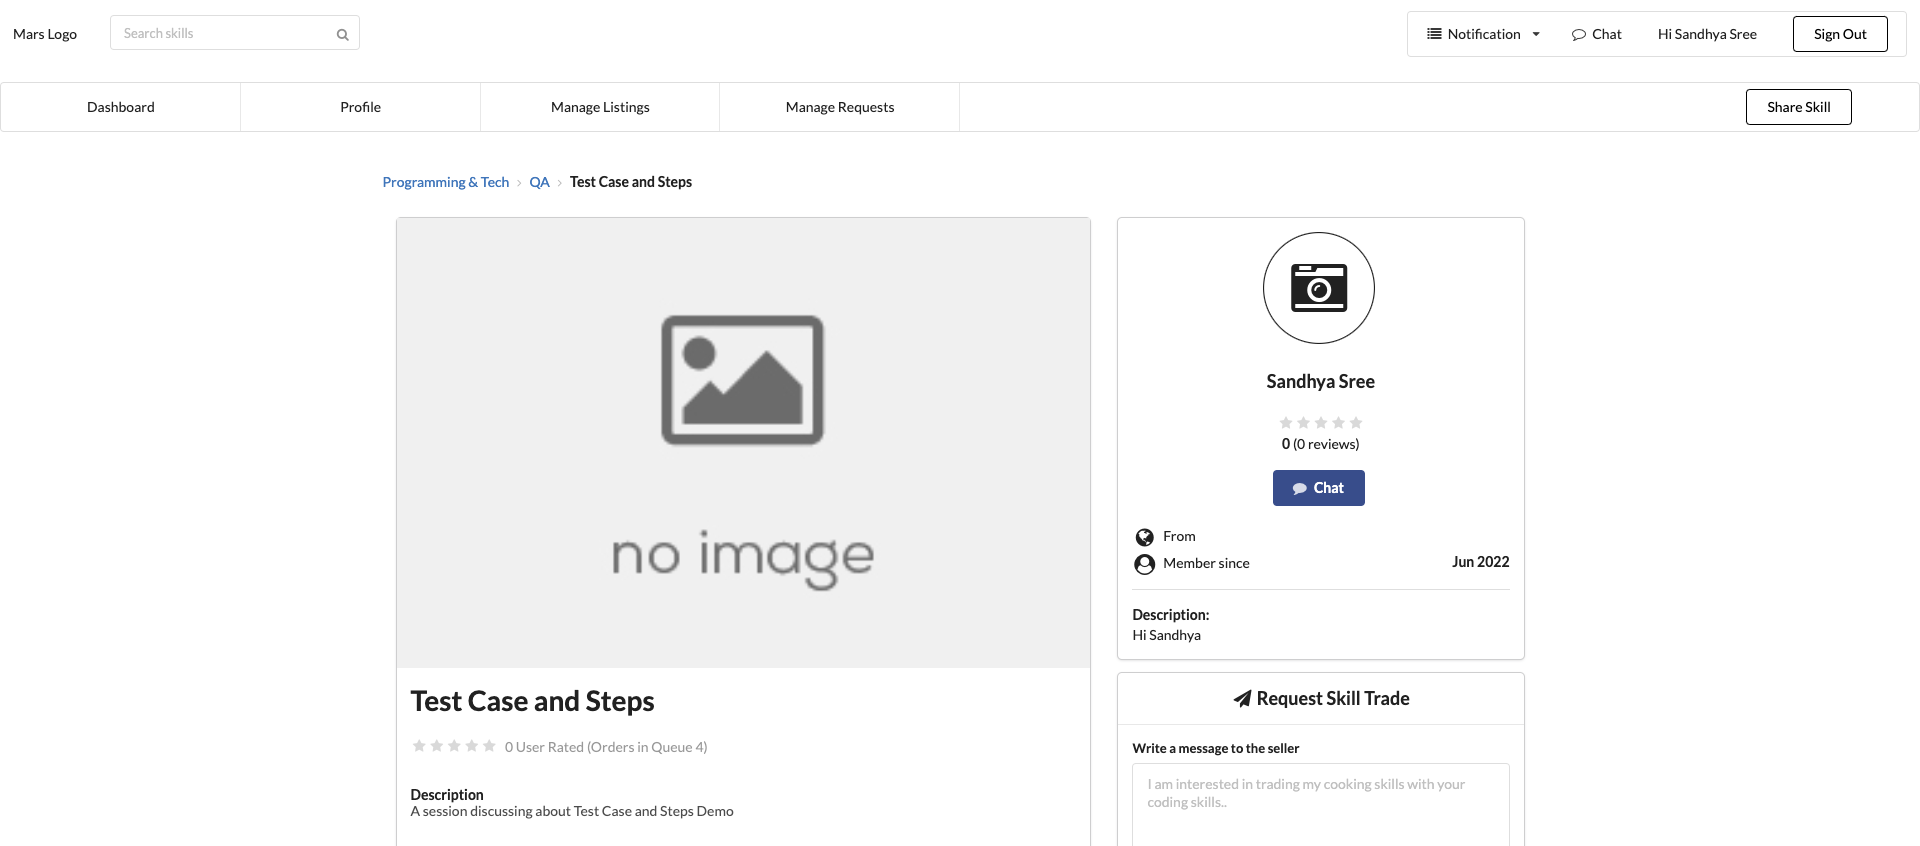 Mars Logo
Search skills
Notification
Chat
Hi Sandhya Sree
Sign Out
Dashboard
Profile
Manage Listings
Manage Requests
Share Skill
Programming & Tech
QA
Test Case and Steps
no image
Test Case and Steps
0 User Rated (Orders in Queue 4)
Description
A session discussing about Test Case and Steps Demo
Sandhya Sree
0 (0 reviews)
Chat
From
Member since Jun 2022
Description:
Hi Sandhya
Request Skill Trade
Write a message to the seller
I am interested in trading my cooking skills with your
coding skills..